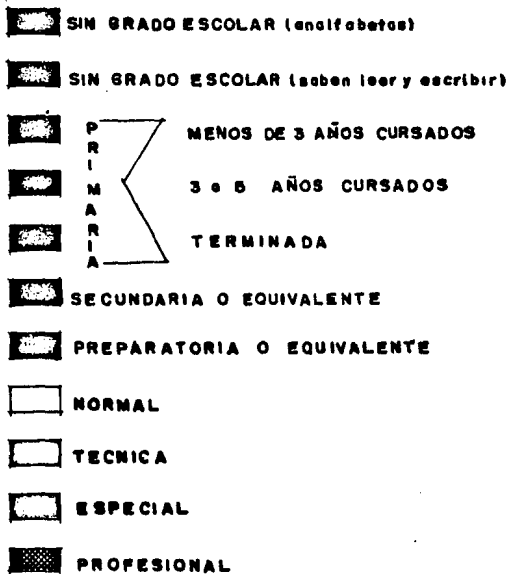 SIN GRADO ESCOLAR (analfabetas)
SIN GRADO ESCOLAR (saben leer y escribir)
PRIMARIA
MENOS DE 3 AÑOS CURSADOS
3 a 5 AÑOS CURSADOS
TERMINADA
SECUNDARIA O EQUIVALENTE
PREPARATORIA O EQUIVALENTE
NORMAL
TECNICA
ESPECIAL
PROFESIONAL